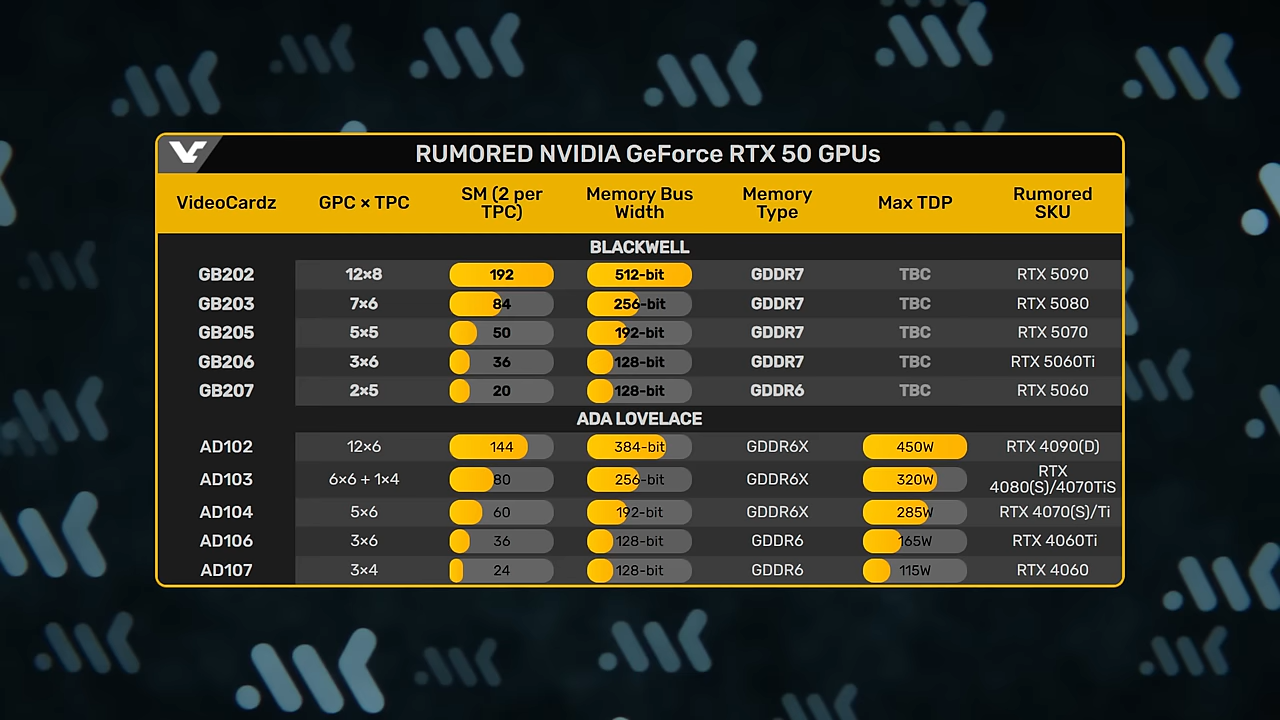 RUMORED NVIDIA GeForce RTX 50 GPUs
VideoCardz GPC × TPC SM (2 per TPC) Memory Bus Width Memory Type Max TDP Rumored SKU
BLACKWELL
GB202 12×8 192 512-bit GDDR7 TBC RTX 5090
GB203 7×6 84 256-bit GDDR7 TBC RTX 5080
GB205 5×5 50 192-bit GDDR7 TBC RTX 5070
GB206 3×6 36 128-bit GDDR7 TBC RTX 5060Ti
GB207 2×5 20 128-bit GDDR6 TBC RTX 5060
ADA LOVELACE
AD102 12×6 144 384-bit GDDR6X 450W RTX 4090(D)
AD103 6×6 + 1×4 80 256-bit GDDR6X 320W RTX 4080(S)/4070TiS
AD104 5×6 60 192-bit GDDR6X 285W RTX 4070(S)/Ti
AD106 3×6 36 128-bit GDDR6 165W RTX 4060Ti
AD107 3×4 24 128-bit GDDR6 115W RTX 4060